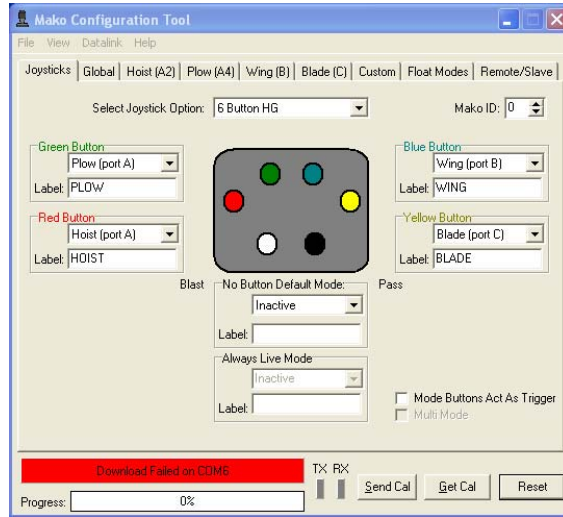 Mako Configuration Tool
File View Datalink Help
Joysticks Global Hoist (A2) Plow (A4) Wing (B) Blade (C) Custom Float Modes Remote/Slave
Select Joystick Option: 6 Button HG Mako ID: 0
Green Button Blue Button
Plow (port A) Wing (port B)
Label: PLOW Label: WING
Red Button Yellow Button
Hoist (port A) Blade (port C)
Label: HOIST Label: BLADE
Blast No Button Default Mode: Pass
Inactive
Label:
Always Live Mode
Inactive
Label:
Mode Buttons Act As Trigger
Multi Mode
Download Failed on COM6 TX RX
Send Cal Get Cal Reset
Progress: 0%